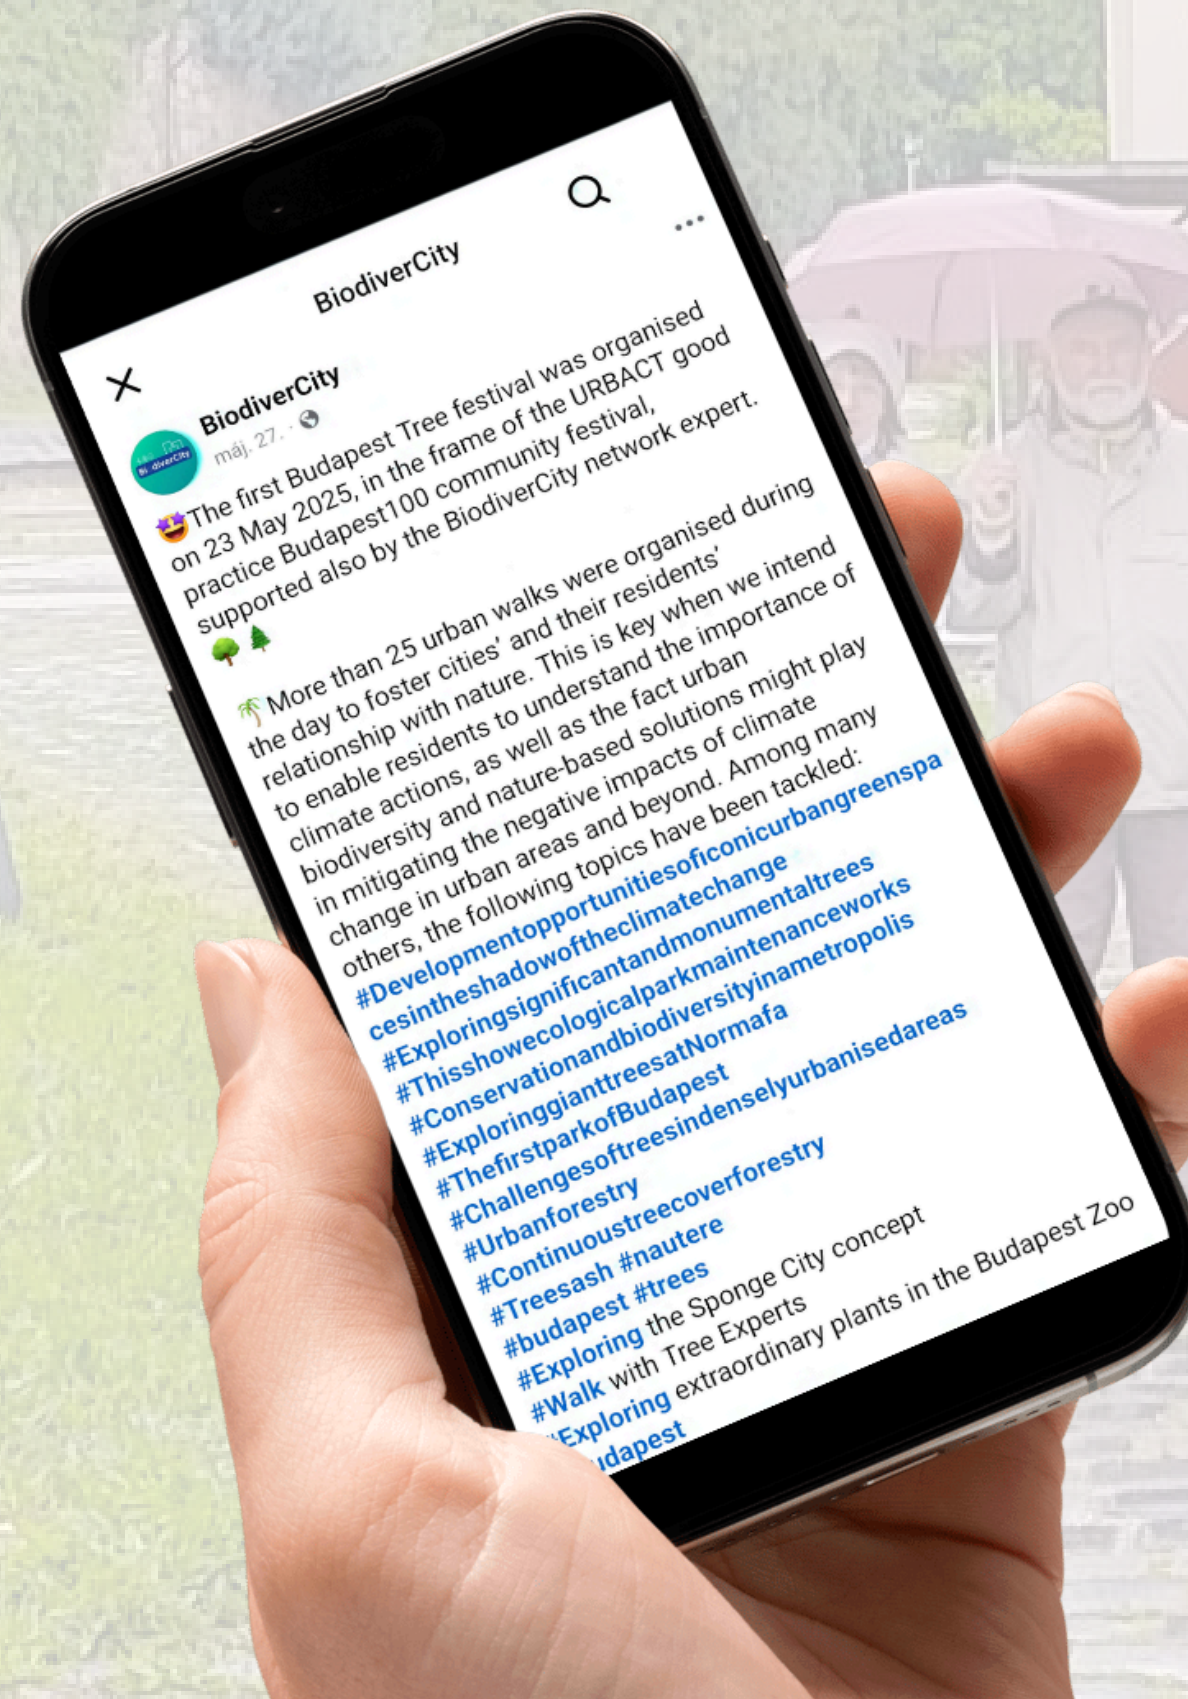 BiodiverCity
BiodiverCity
máj. 27. ·
BiodiverCity
🤩The first Budapest Tree festival was organised
on 23 May 2025, in the frame of the URBACT good
practice Budapest100 community festival,
supported also by the BiodiverCity network expert.
🌳🌲
🌴More than 25 urban walks were organised during
the day to foster cities' and their residents'
relationship with nature. This is key when we intend
to enable residents to understand the importance of
climate actions, as well as the fact urban
biodiversity and nature-based solutions might play
in mitigating the negative impacts of climate
change in urban areas and beyond. Among many
others, the following topics have been tackled:
#Developmentopportunitiesoficonicurbangreenspa
cesintheshadowoftheclimatechange
#Exploringsignificantandmonumentaltrees
#Thisshowecologicalparkmaintenanceworks
#Conservationandbiodiversityinametropolis
#ExploringgianttreesatNormafa
#ThefirstparkofBudapest
#Challengesoftreesindenselyurbanisedareas
#Urbanforestry
#Continuoustreecoverforestry
#Treesash #nautere
#budapest #trees
#Exploring the Sponge City concept
#Walk with Tree Experts
#Exploring extraordinary plants in the Budapest Zoo
udapest